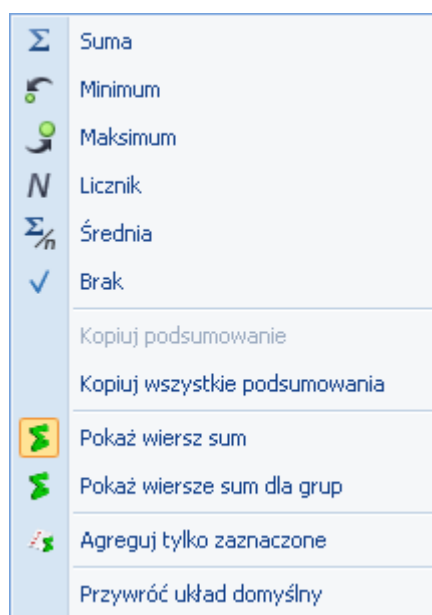 Σ Suma
Minimum
Maksimum
N Licznik
Σ/n Średnia
Brak
Kopiuj podsumowanie
Kopiuj wszystkie podsumowania
Pokaż wiersz sum
Pokaż wiersze sum dla grup
Agreguj tylko zaznaczone
Przywróć układ domyślny